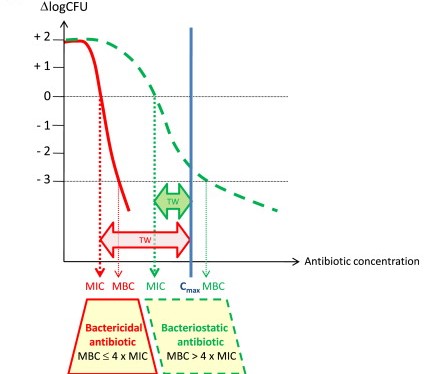 ΔlogCFU
+ 2
+ 1
0
- 1
- 2
- 3
TW
TW
Antibiotic concentration
MIC MBC MIC Cmax MBC
Bactericidal
antibiotic
MBC ≤ 4 x MIC
Bacteriostatic
antibiotic
MBC > 4 x MIC